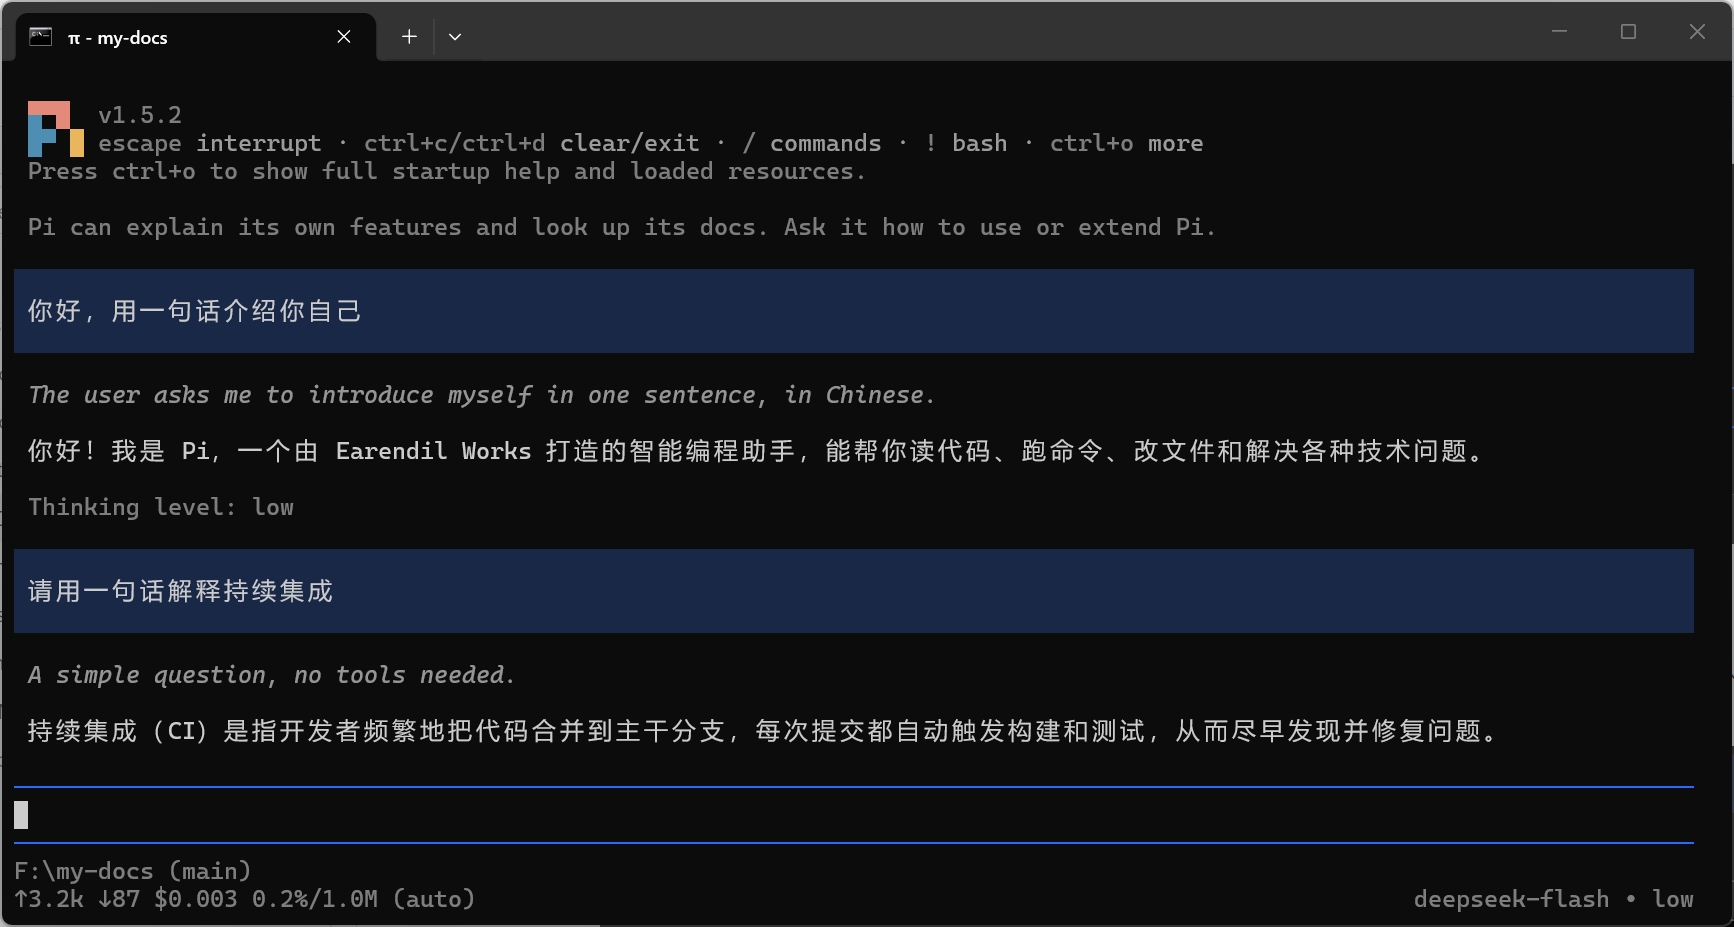 π - my-docs
v1.5.2
escape interrupt · ctrl+c/ctrl+d clear/exit · / commands · ! bash · ctrl+o more
Press ctrl+o to show full startup help and loaded resources.
Pi can explain its own features and look up its docs. Ask it how to use or extend Pi.
你好，用一句话介绍你自己
The user asks me to introduce myself in one sentence, in Chinese.
你好！我是 Pi，一个由 Earendil Works 打造的智能编程助手，能帮你读代码、跑命令、改文件和解决各种技术问题。
Thinking level: low
请用一句话解释持续集成
A simple question, no tools needed.
持续集成（CI）是指开发者频繁地把代码合并到主干分支，每次提交都自动触发构建和测试，从而尽早发现并修复问题。
F:\my-docs (main)
↑3.2k ↓87 $0.003 0.2%/1.0M (auto) deepseek-flash • low